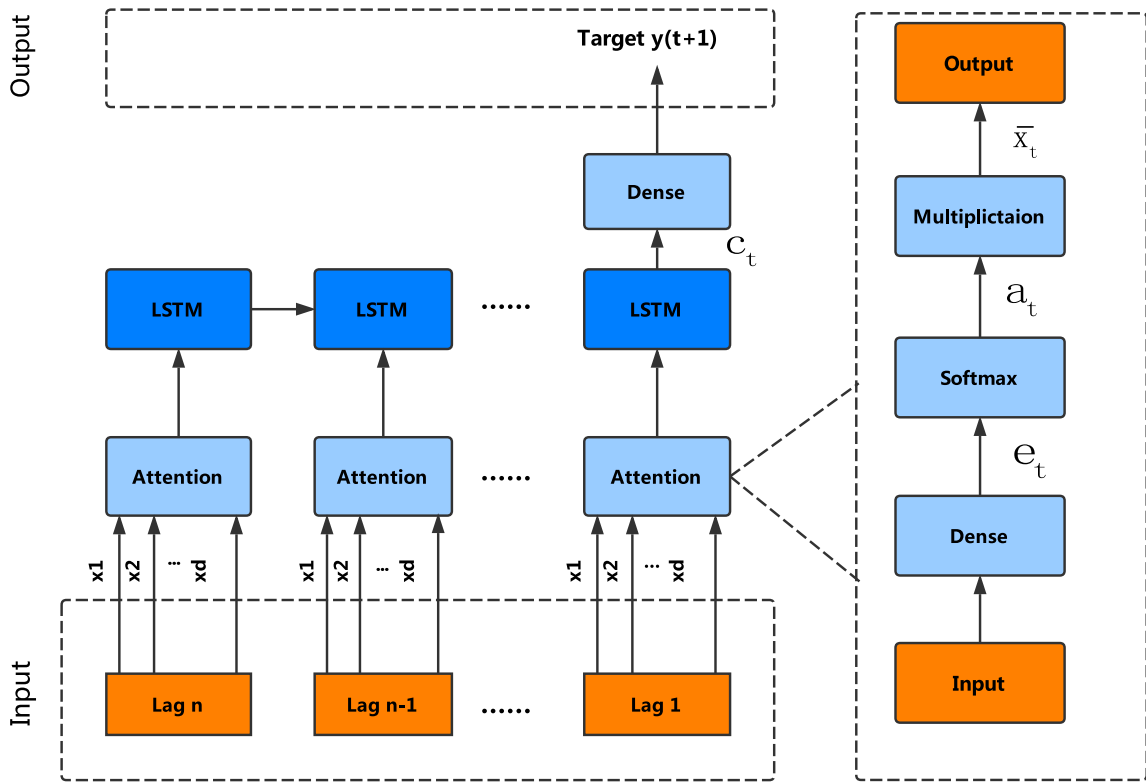 Output
Target y(t+1)
Dense
c_t
LSTM
LSTM
......
LSTM
Attention
Attention
......
Attention
x1
x2
...
xd
x1
x2
...
xd
x1
x2
...
xd
Input
Lag n
Lag n-1
......
Lag 1
Output
x̅_t
Multiplictaion
a_t
Softmax
e_t
Dense
Input